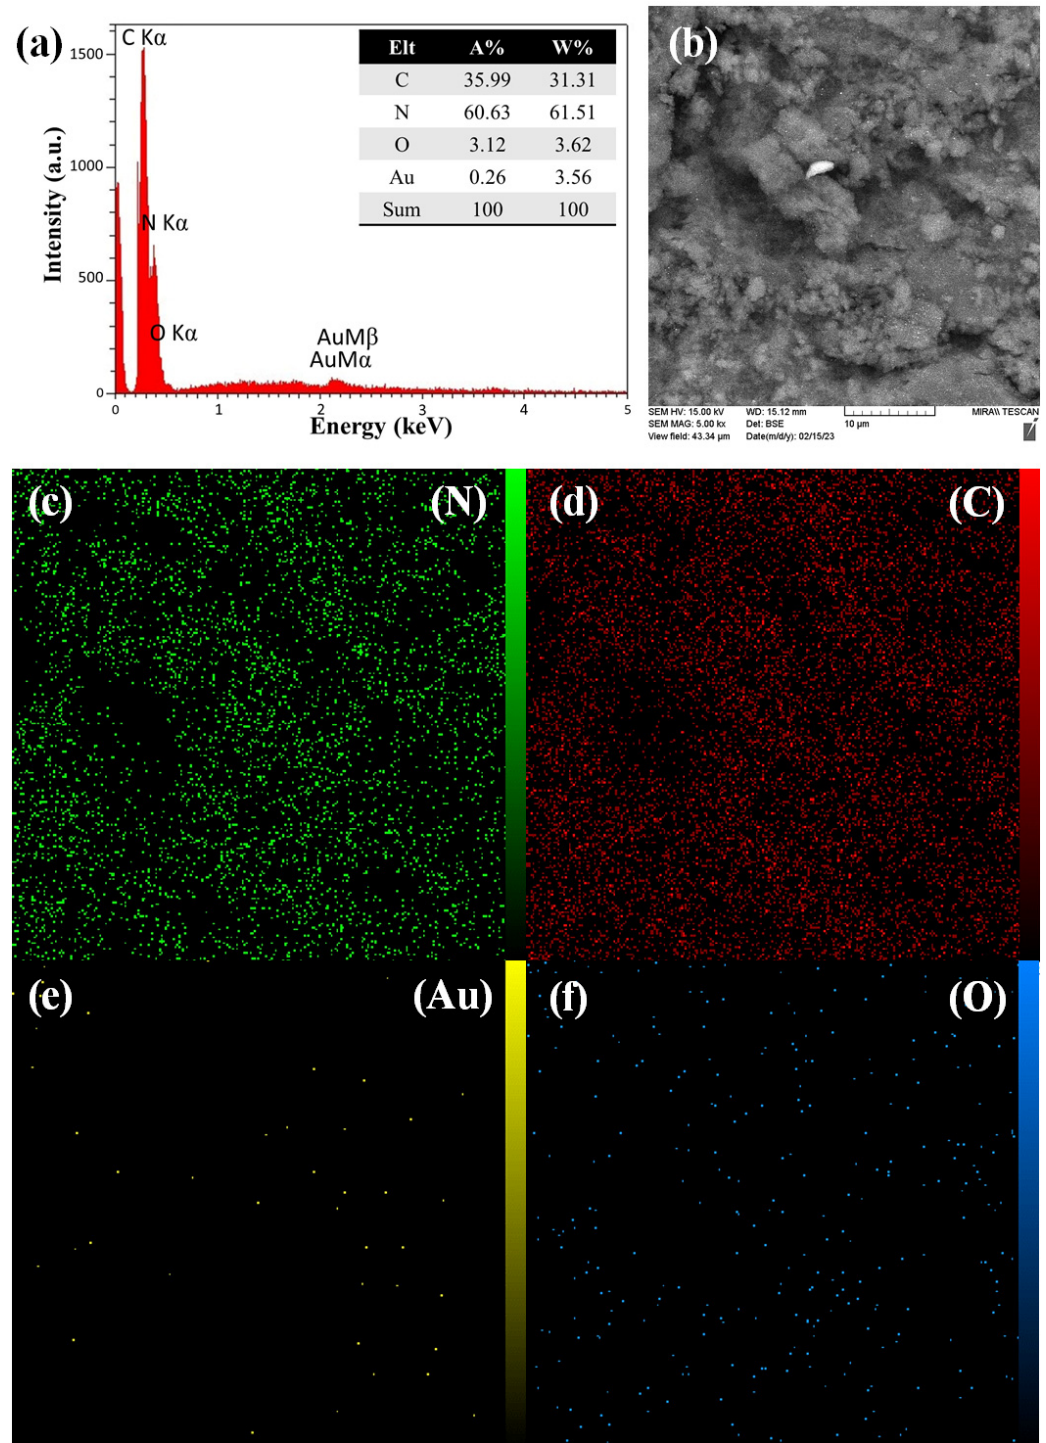 (a)
C Kα
N Kα
O Kα
AuMβ
AuMα
Intensity (a.u.)
1500
1000
500
0
0 1 2 3 4 5
Energy (keV)
Elt A% W%
C 35.99 31.31
N 60.63 61.51
O 3.12 3.62
Au 0.26 3.56
Sum 100 100
(b)
SEM HV: 15.00 kV WD: 15.12 mm MIRA\\ TESCAN
SEM MAG: 5.00 kx Det: BSE 10 µm
View field: 43.34 µm Date(m/d/y): 02/15/23
(c) (N)
(d) (C)
(e) (Au)
(f) (O)